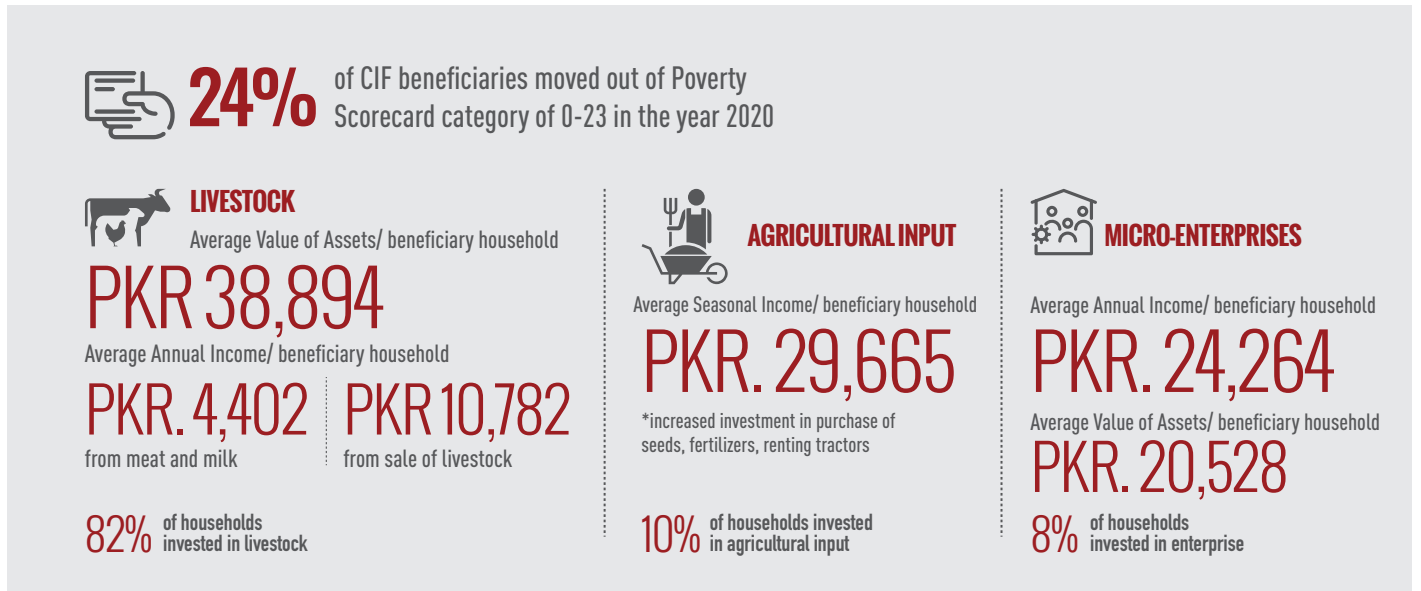 24%
of CIF beneficiaries moved out of Poverty
Scorecard category of 0-23 in the year 2020
LIVESTOCK
Average Value of Assets/ beneficiary household
PKR 38,894
Average Annual Income/ beneficiary household
PKR. 4,402
from meat and milk
PKR 10,782
from sale of livestock
82%
of households
invested in livestock
AGRICULTURAL INPUT
Average Seasonal Income/ beneficiary household
PKR. 29,665
*increased investment in purchase of
seeds, fertilizers, renting tractors
10%
of households invested
in agricultural input
MICRO-ENTERPRISES
Average Annual Income/ beneficiary household
PKR. 24,264
Average Value of Assets/ beneficiary household
PKR. 20,528
8%
of households
invested in enterprise